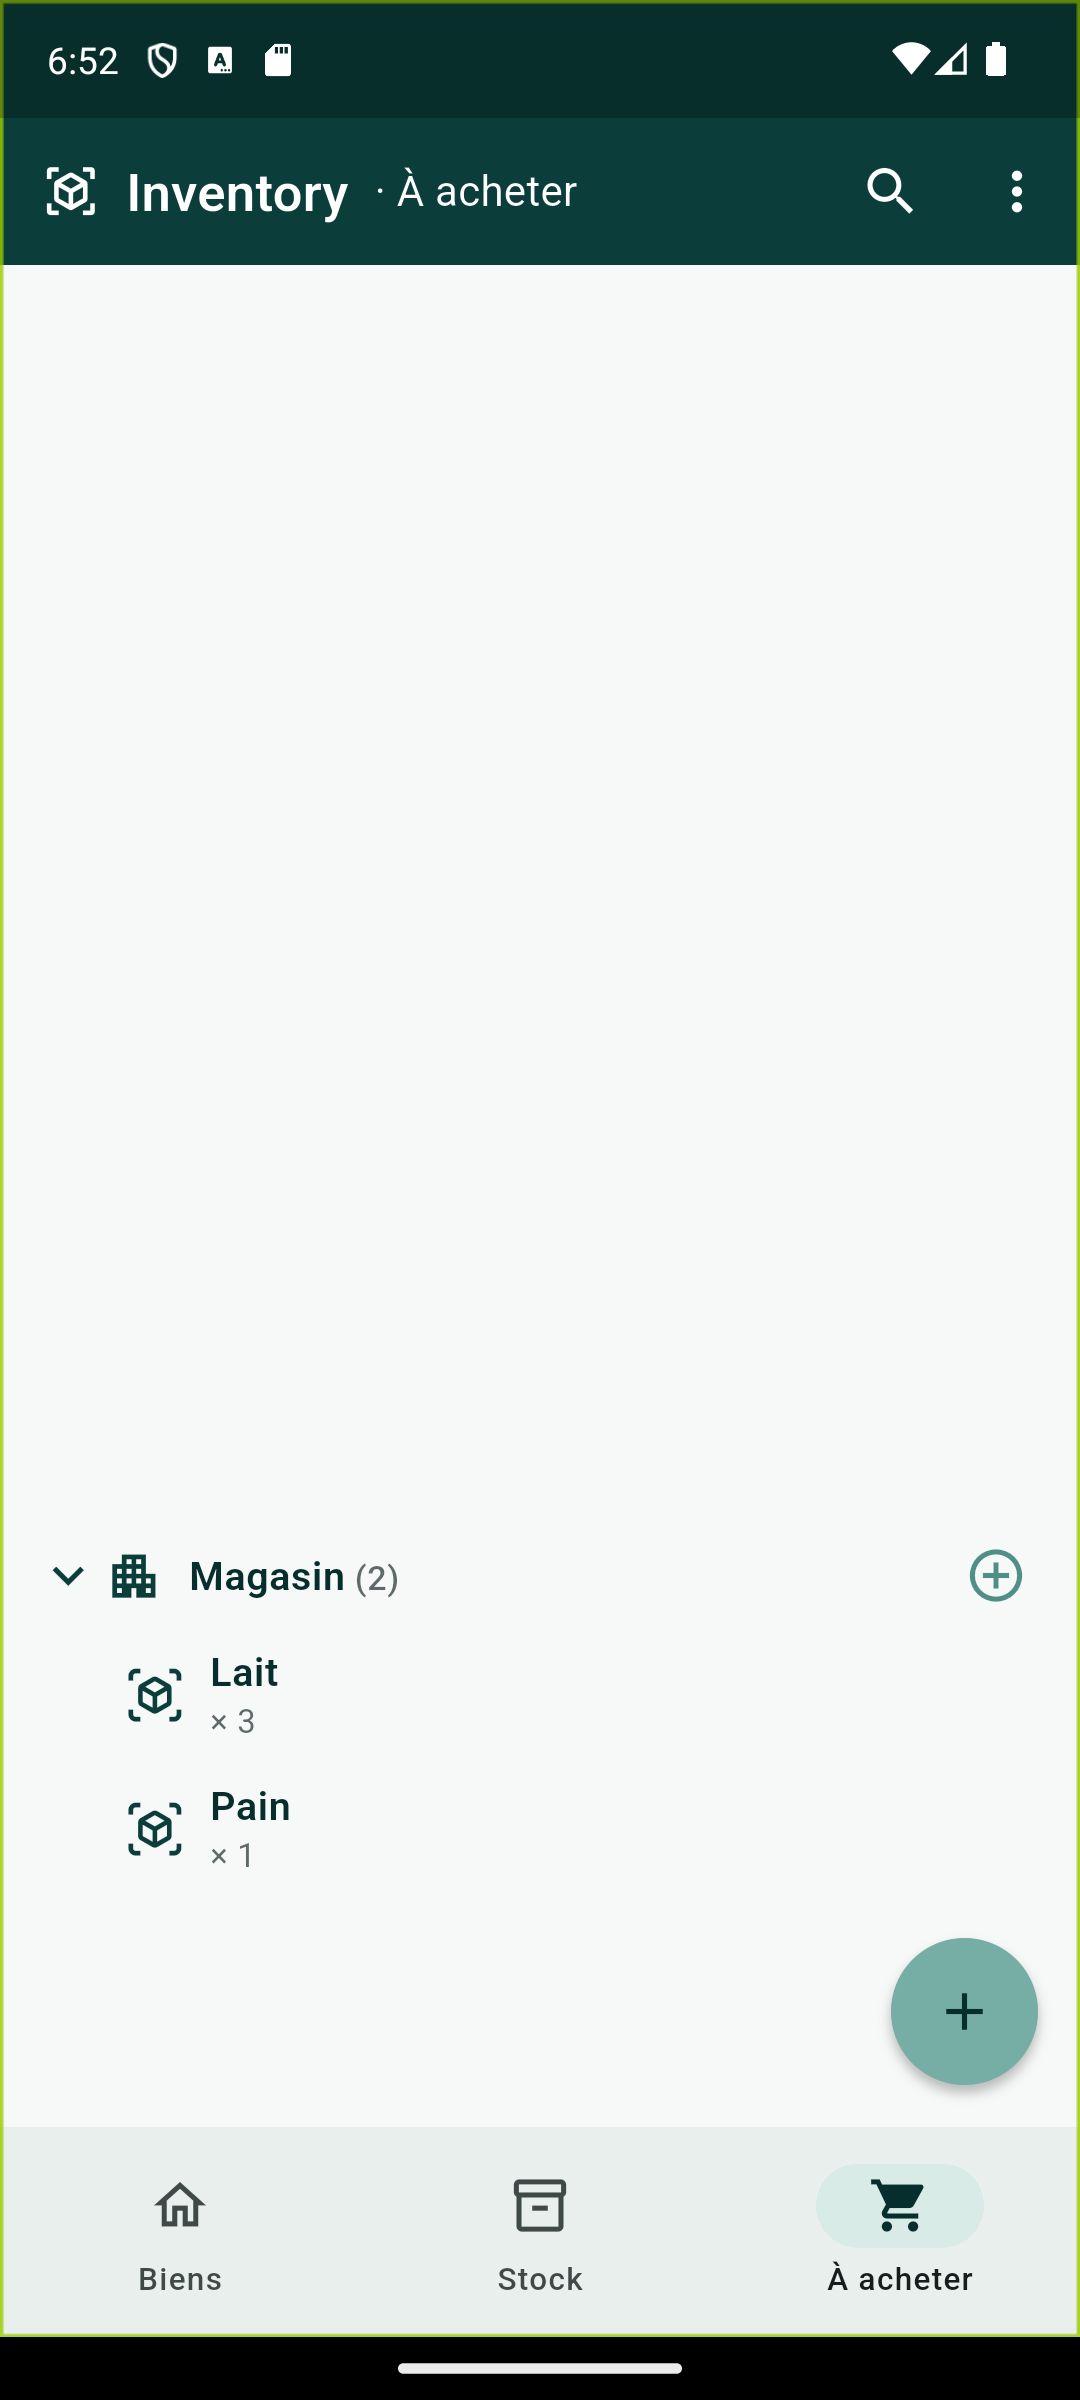 6:52
Inventory · À acheter
Magasin (2)
Lait
× 3
Pain
× 1
Biens
Stock
À acheter